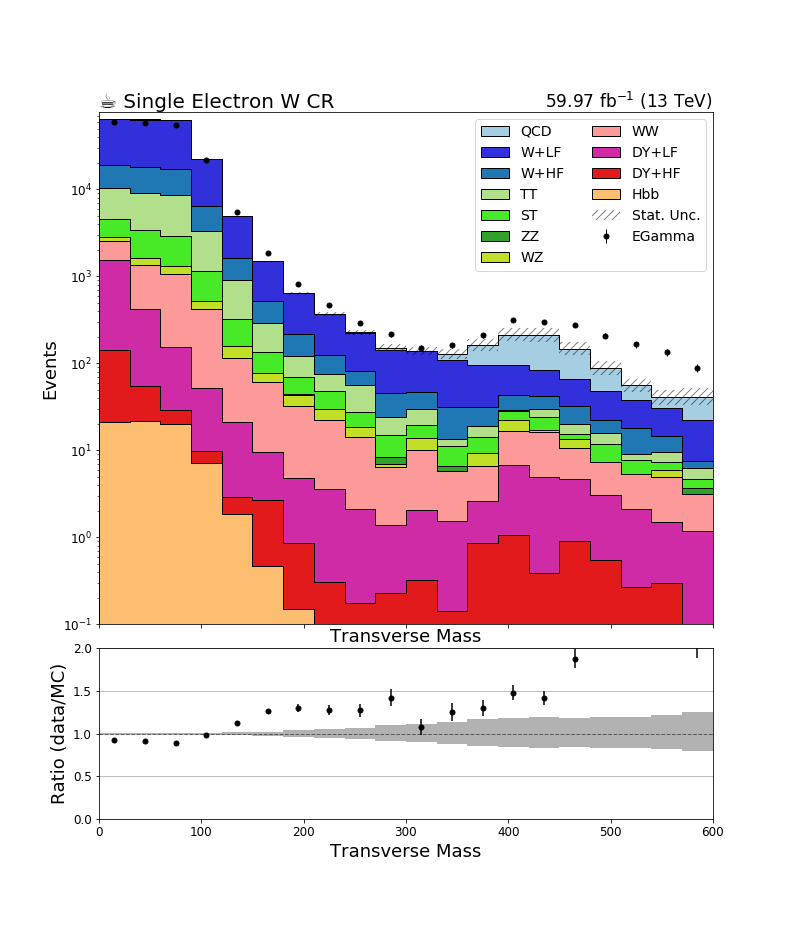 ☕ Single Electron W CR
59.97 fb⁻¹ (13 TeV)
QCD
W+LF
W+HF
TT
ST
ZZ
WZ
WW
DY+LF
DY+HF
Hbb
Stat. Unc.
EGamma
Events
10⁴
10³
10²
10¹
10⁰
10⁻¹
Transverse Mass
Ratio (data/MC)
2.0
1.5
1.0
0.5
0.0
0 100 200 300 400 500 600
Transverse Mass